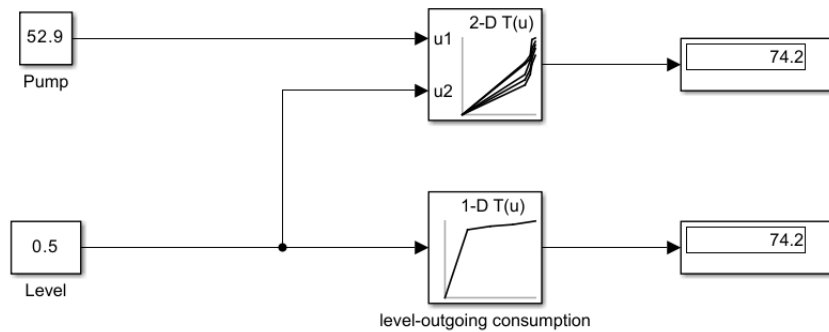 52.9
Pump
2-D T(u)
u1
u2
74.2
0.5
Level
1-D T(u)
level-outgoing consumption
74.2